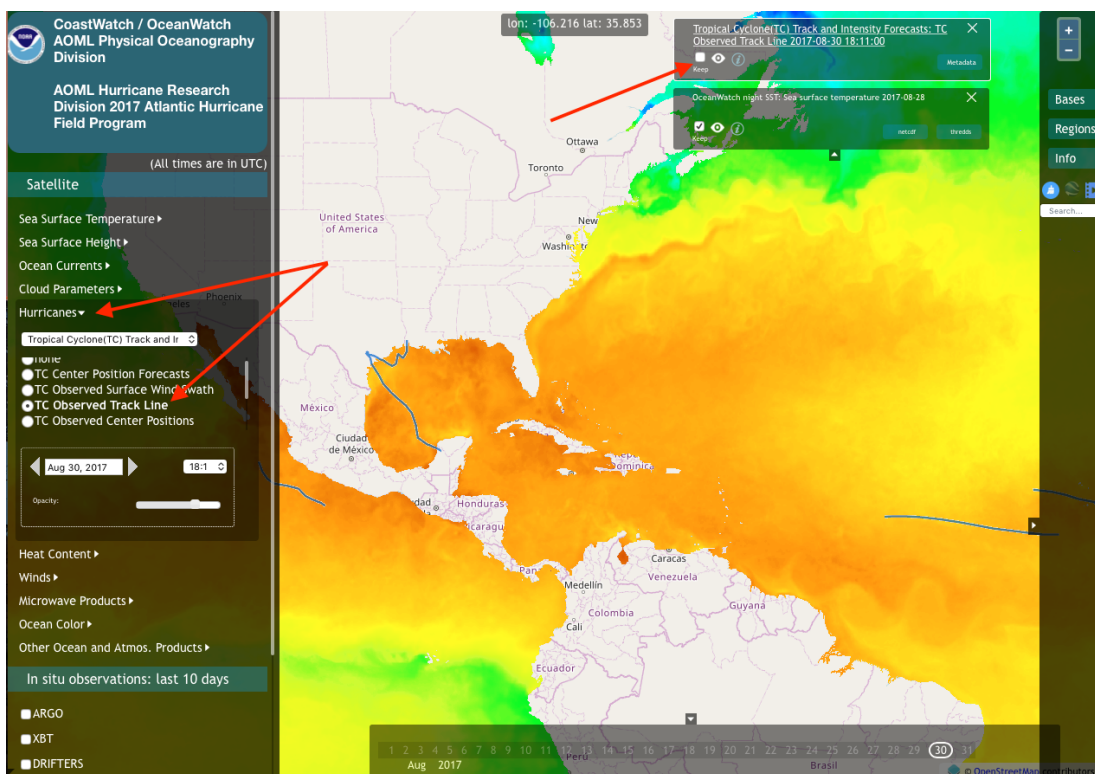 CoastWatch / OceanWatch
AOML Physical Oceanography
Division
AOML Hurricane Research
Division 2017 Atlantic Hurricane
Field Program
(All times are in UTC)
Satellite
Sea Surface Temperature
Sea Surface Height
Ocean Currents
Cloud Parameters
Hurricanes
Tropical Cyclone(TC) Track and Ir
none
TC Center Position Forecasts
TC Observed Surface Wind Swath
TC Observed Track Line
TC Observed Center Positions
Aug 30, 2017
18:1
Opacity:
Heat Content
Winds
Microwave Products
Ocean Color
Other Ocean and Atmos. Products
In situ observations: last 10 days
ARGO
XBT
DRIFTERS
lon: -106.216 lat: 35.853
Tropical Cyclone(TC) Track and Intensity Forecasts: TC
Observed Track Line 2017-08-30 18:11:00
Keep
Metadata
OceanWatch night SST: Sea surface temperature 2017-08-28
Keep
netcdf
thredds
+
-
Bases
Regions
Info
Search...
Ottawa
Toronto
United States
of America
New
Phoenix
México
Ciudad
de México
Dominica
Honduras
Caracas
Venezuela
Medellín
Guyana
Colombia
Cali
Ecuador
Perú
Brasil
1 2 3 4 5 6 7 8 9 10 11 12 13 14 15 16 17 18 19 20 21 22 23 24 25 26 27 28 29 30 31
Aug 2017
© OpenStreetMap contributors